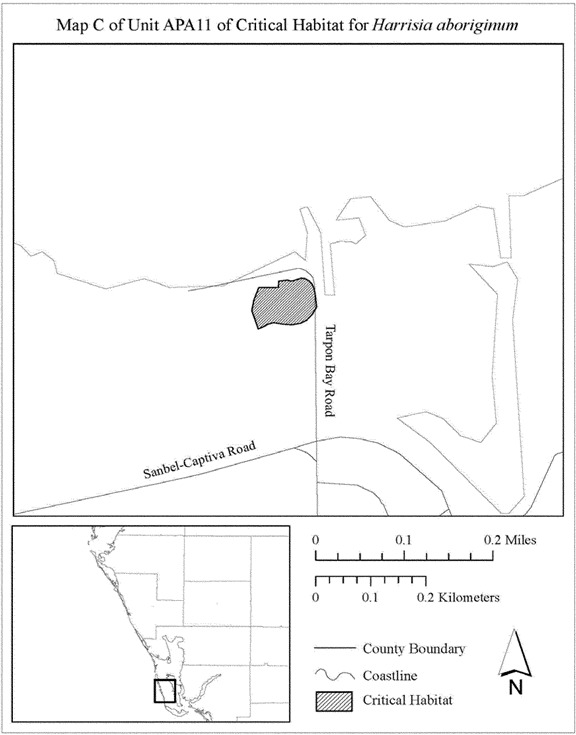 Map C of Unit APA11 of Critical Habitat for Harrisia aboriginum
Tarpon Bay Road
Sanbel-Captiva Road
0 0.1 0.2 Miles
0 0.1 0.2 Kilometers
County Boundary
Coastline
Critical Habitat
N